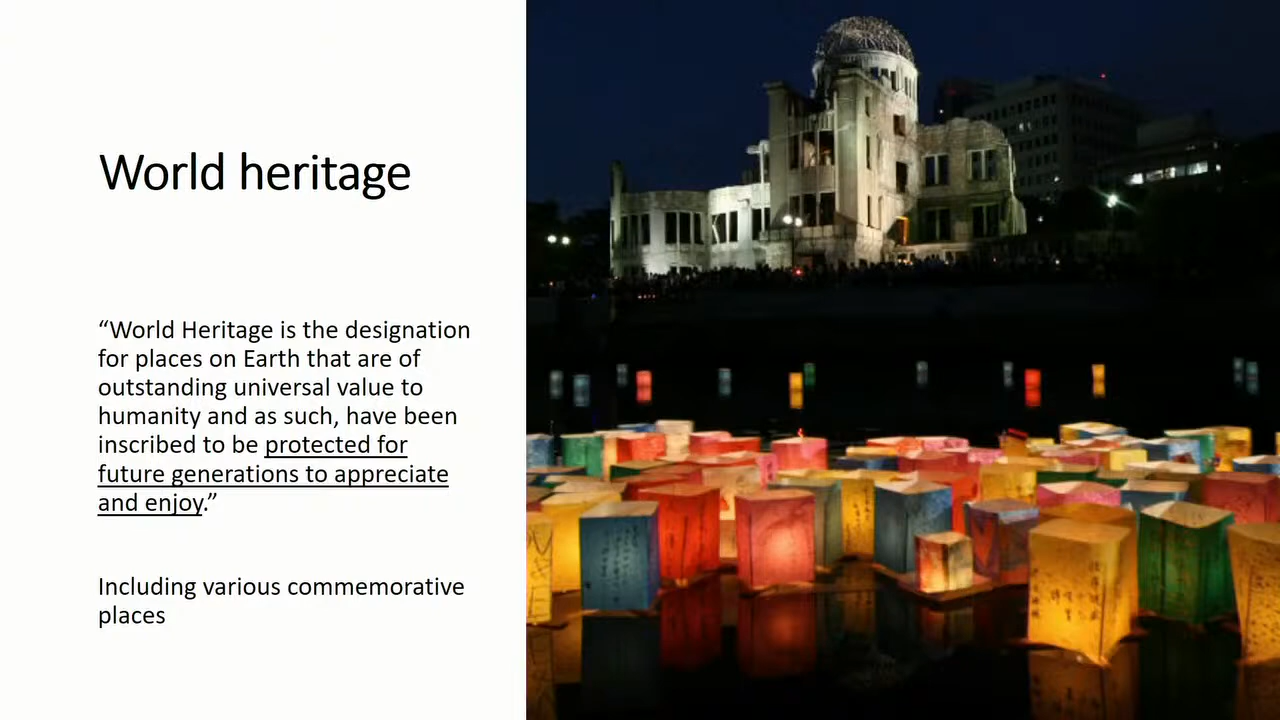 World heritage
“World Heritage is the designation
for places on Earth that are of
outstanding universal value to
humanity and as such, have been
inscribed to be protected for
future generations to appreciate
and enjoy.”
Including various commemorative
places